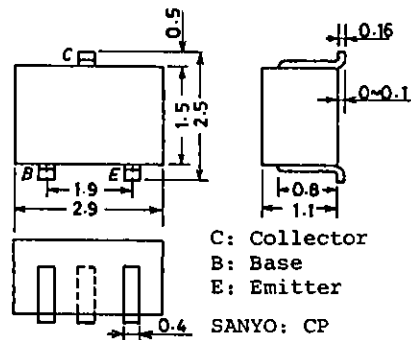 C
0.5
0.16
1.5
2.5
0~0.1
B
E
1.9
2.9
0.8
1.1
C: Collector
B: Base
E: Emitter
0.4
SANYO: CP